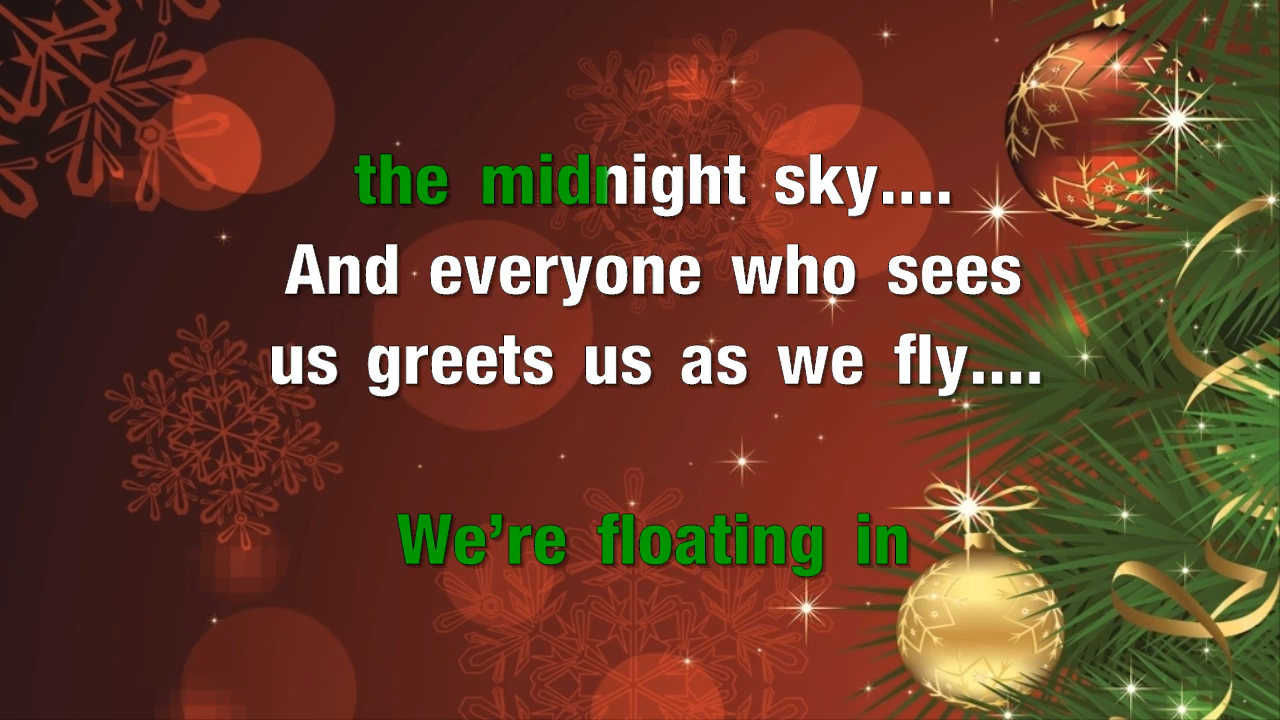 the midnight sky....
And everyone who sees
us greets us as we fly....
We’re floating in